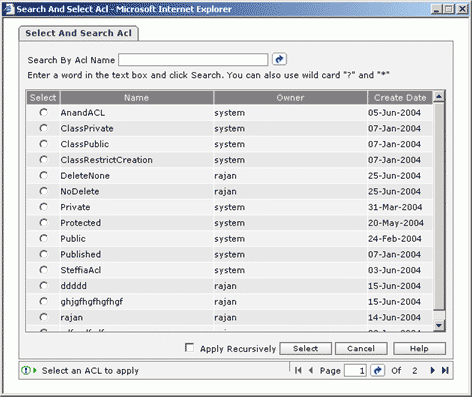 Search And Select Acl - Microsoft Internet Explorer
Select And Search Acl
Search By Acl Name
Enter a word in the text box and click Search. You can also use wild card "?" and "*"
Select Name Owner Create Date
AnandACL system 05-Jun-2004
ClassPrivate system 07-Jan-2004
ClassPublic system 07-Jan-2004
ClassRestrictCreation system 07-Jan-2004
DeleteNone rajan 25-Jun-2004
NoDelete rajan 25-Jun-2004
Private system 31-Mar-2004
Protected system 20-May-2004
Public system 24-Feb-2004
Published system 07-Jan-2004
SteffiaAcl system 03-Jun-2004
ddddd rajan 15-Jun-2004
ghjgfhgfhgfhgf rajan 15-Jun-2004
rajan rajan 14-Jun-2004
Apply Recursively Select Cancel Help
Select an ACL to apply Page 1 Of 2